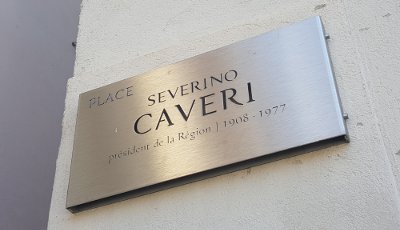 PLACE
SEVERINO
CAVERI
président de la Région | 1908 - 1977